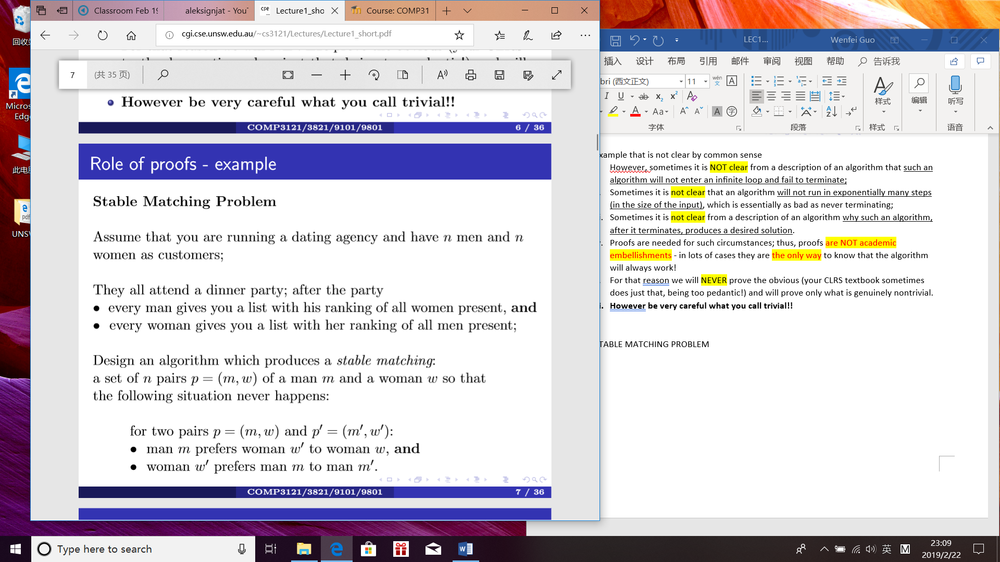 Classroom Feb 19
aleksignjat - YouT
Lecture1_sho
Course: COMP31
cgi.cse.unsw.edu.au/~cs3121/Lectures/Lecture1_short.pdf
7 (共 35 页)
However be very careful what you call trivial!!
COMP3121/3821/9101/9801 6 / 36
Role of proofs - example
Stable Matching Problem
Assume that you are running a dating agency and have n men and n
women as customers;
They all attend a dinner party; after the party
• every man gives you a list with his ranking of all women present, and
• every woman gives you a list with her ranking of all men present;
Design an algorithm which produces a stable matching:
a set of n pairs p = (m, w) of a man m and a woman w so that
the following situation never happens:
for two pairs p = (m, w) and p′ = (m′, w′):
• man m prefers woman w′ to woman w, and
• woman w′ prefers man m to man m′.
COMP3121/3821/9101/9801 7 / 36
LEC1... Wenfei Guo
插入 设计 布局 引用 邮件 审阅 视图 帮助 告诉我
bri (西文正文) 11 wén 文 A
I U ab x₂ x² A
A Aa A A A 字
样式 编辑 听写
字体 段落 样式 语音
xample that is not clear by common sense
However, sometimes it is NOT clear from a description of an algorithm that such an
algorithm will not enter an infinite loop and fail to terminate;
Sometimes it is not clear that an algorithm will not run in exponentially many steps
(in the size of the input), which is essentially as bad as never terminating;
i. Sometimes it is not clear from a description of an algorithm why such an algorithm,
after it terminates, produces a desired solution.
Proofs are needed for such circumstances; thus, proofs are NOT academic
embellishments - in lots of cases they are the only way to know that the algorithm
will always work!
For that reason we will NEVER prove the obvious (your CLRS textbook sometimes
does just that, being too pedantic!) and will prove only what is genuinely nontrivial.
i. However be very careful what you call trivial!!
TABLE MATCHING PROBLEM
回收站
Micros
Edg
此电脑
pdf
UNSW
Type here to search
英 M
23:09
2019/2/22